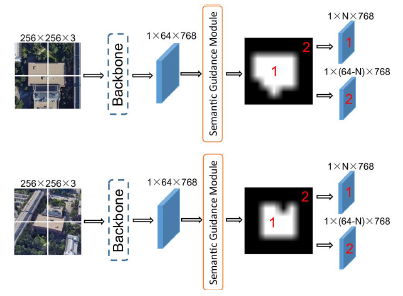 256×256×3
Backbone
1×64×768
Semantic Guidance Module
1
2
1×N×768
1
1×(64-N)×768
2
256×256×3
Backbone
1×64×768
Semantic Guidance Module
1
2
1×N×768
1
1×(64-N)×768
2